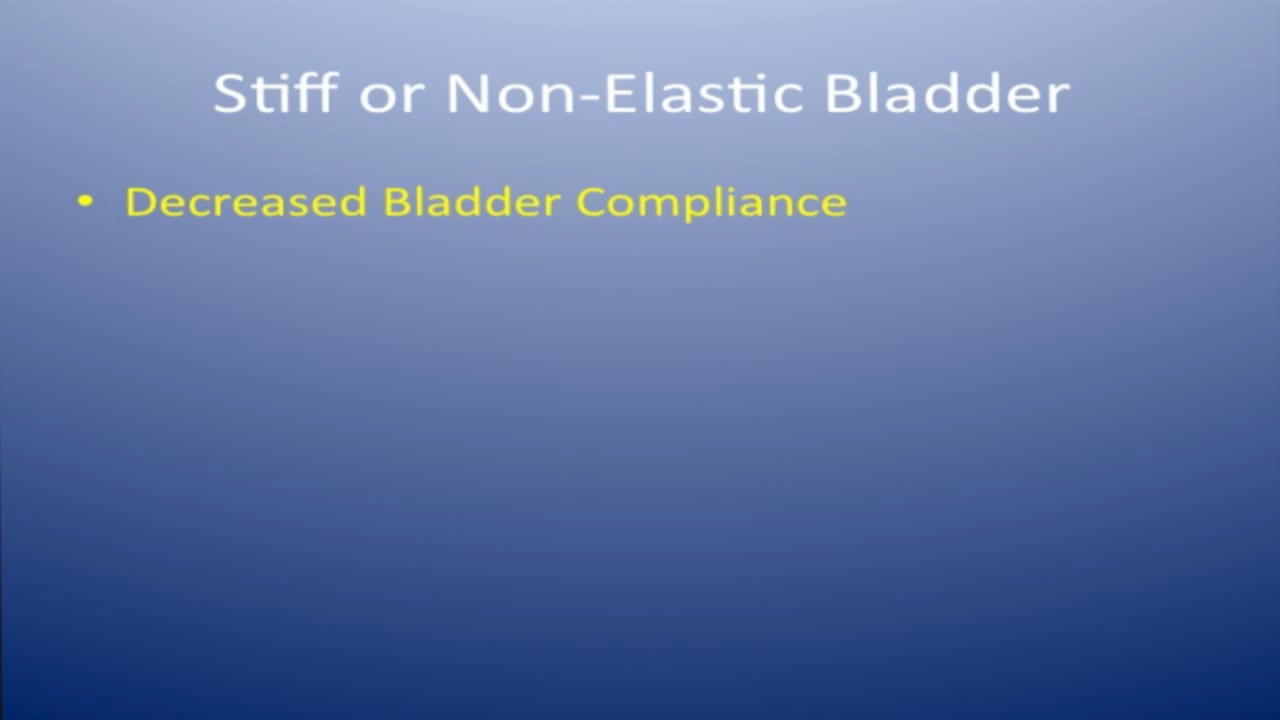 Stiff or Non-Elastic Bladder
• Decreased Bladder Compliance